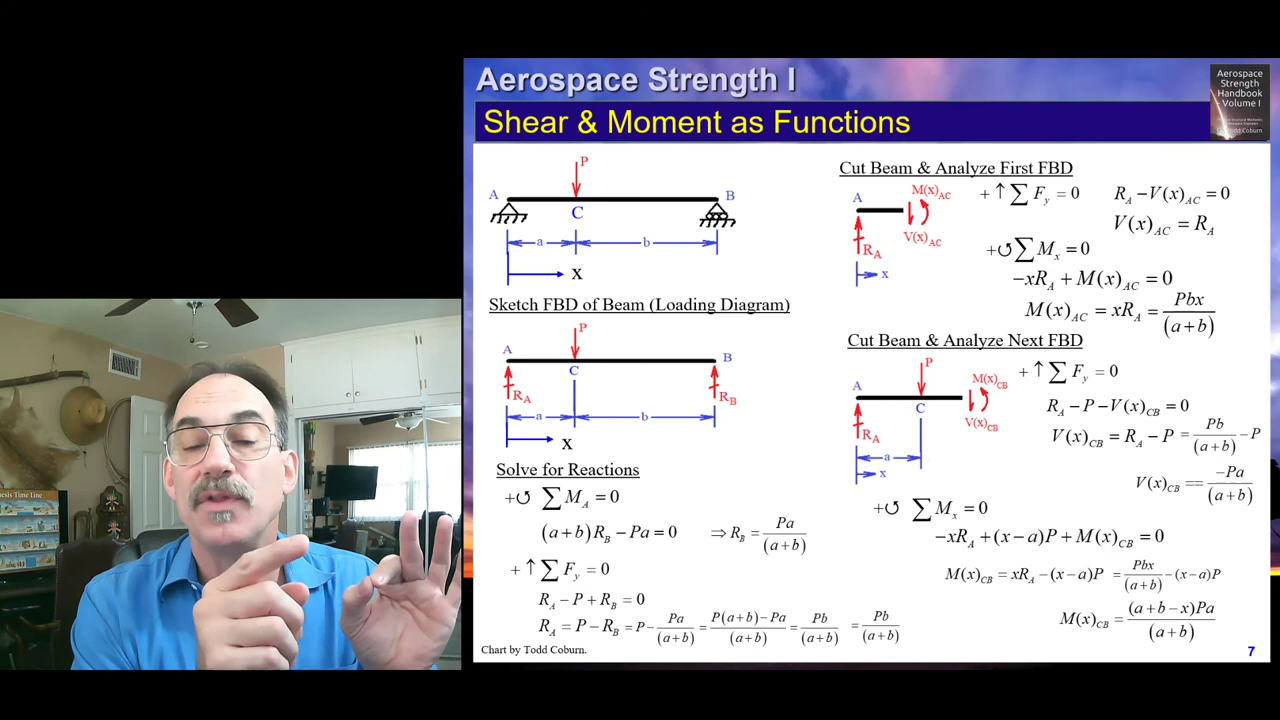 Aerospace Strength I
Shear & Moment as Functions
Aerospace
Strength
Handbook
- Volume I
Todd Coburn
P
A
B
C
a
b
x
Sketch FBD of Beam (Loading Diagram)
P
A
B
C
R_A
R_B
a
b
x
Solve for Reactions
+↺ ∑M_A = 0
(a+b)R_B − Pa = 0 ⇒ R_B = Pa/(a+b)
+↑∑F_y = 0
R_A − P + R_B = 0
R_A = P − R_B = P − Pa/(a+b) = P(a+b)−Pa/(a+b) = Pb/(a+b) = Pb/(a+b)
Chart by Todd Coburn.
Cut Beam & Analyze First FBD
A
M(x)_AC
V(x)_AC
R_A
x
+↑∑F_y = 0 R_A − V(x)_AC = 0
V(x)_AC = R_A
+↺∑M_x = 0
−xR_A + M(x)_AC = 0
M(x)_AC = xR_A = Pbx/(a+b)
Cut Beam & Analyze Next FBD
P
A
M(x)_CB
C
V(x)_CB
R_A
a
x
+↑∑F_y = 0
R_A − P − V(x)_CB = 0
V(x)_CB = R_A − P = Pb/(a+b) − P
V(x)_CB == −Pa/(a+b)
+↺ ∑M_x = 0
−xR_A + (x−a)P + M(x)_CB = 0
M(x)_CB = xR_A − (x−a)P = Pbx/(a+b) − (x−a)P
M(x)_CB = (a+b−x)Pa/(a+b)
7
nesis Time Line